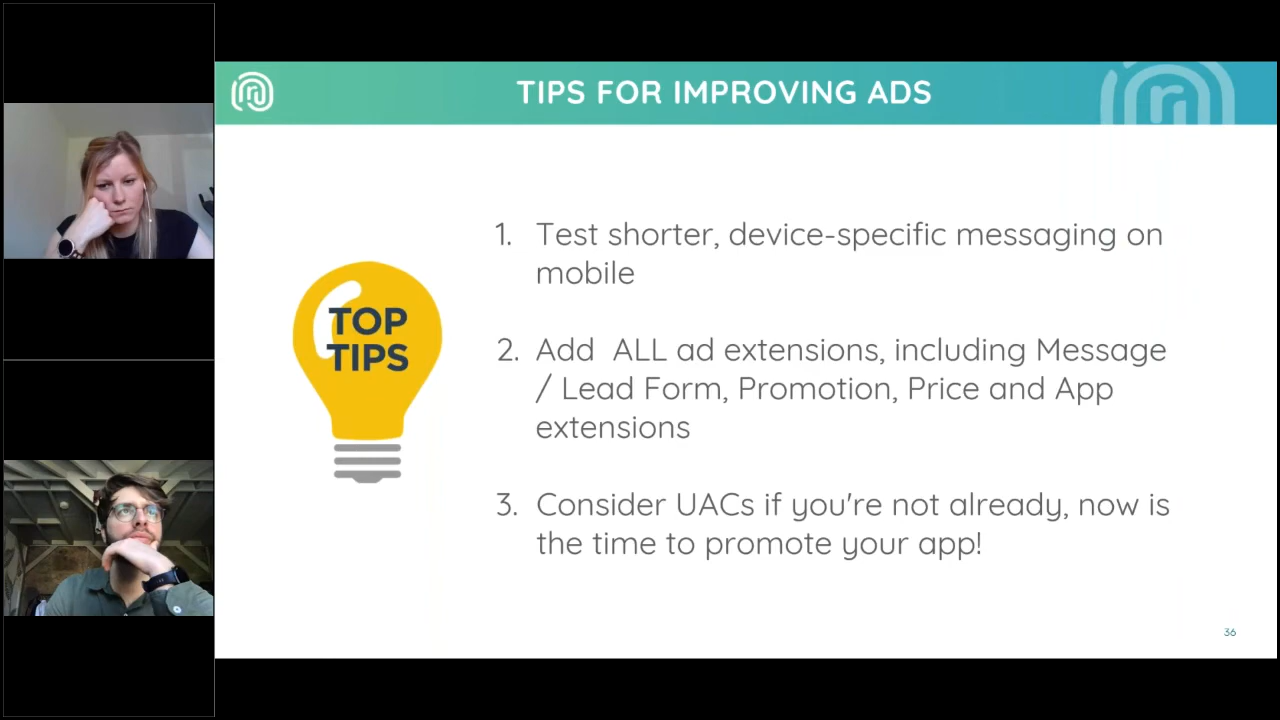 TIPS FOR IMPROVING ADS
TOP
TIPS
1. Test shorter, device-specific messaging on
mobile
2. Add  ALL ad extensions, including Message
/ Lead Form, Promotion, Price and App
extensions
3. Consider UACs if you're not already, now is
the time to promote your app!
36